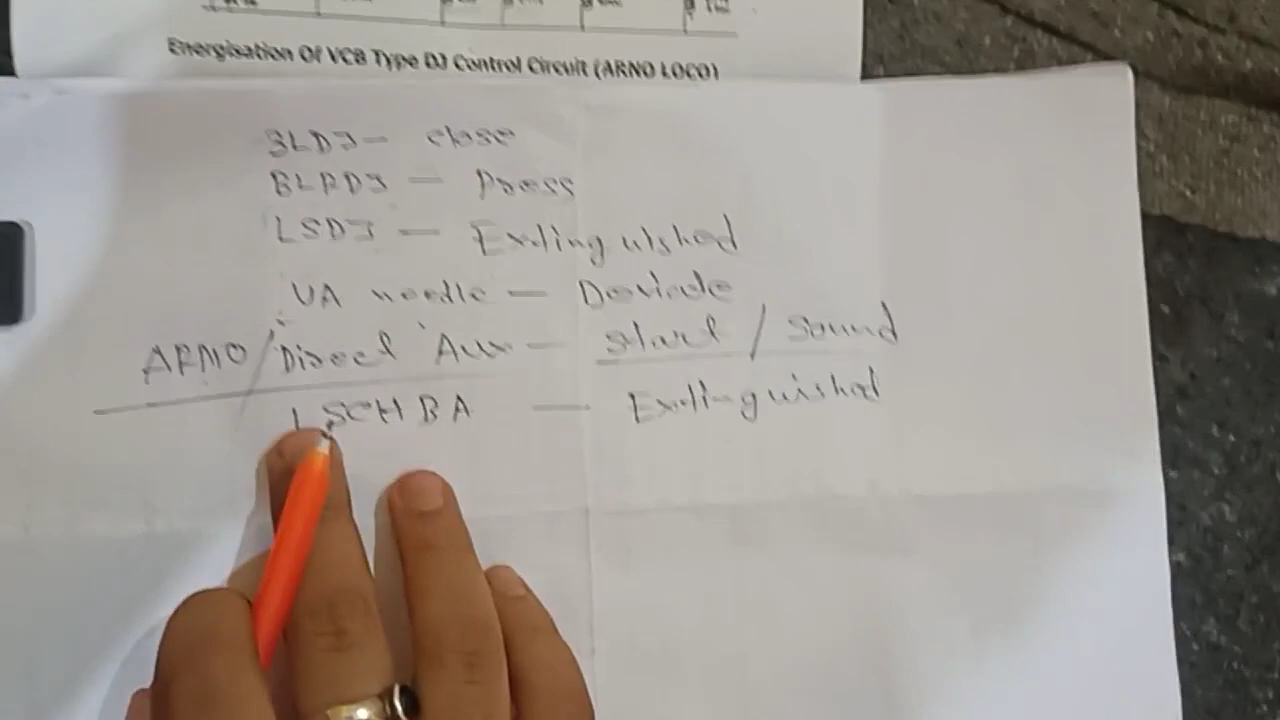 Energisation Of VCB Type DJ Control Circuit (ARNO LOCO)
BLDJ - close
BLRDJ - Press
LSDJ - Extinguished
UA needle - Deviate
ARNO/Direct Aux - Start / Sound
LSCHBA - Extinguished